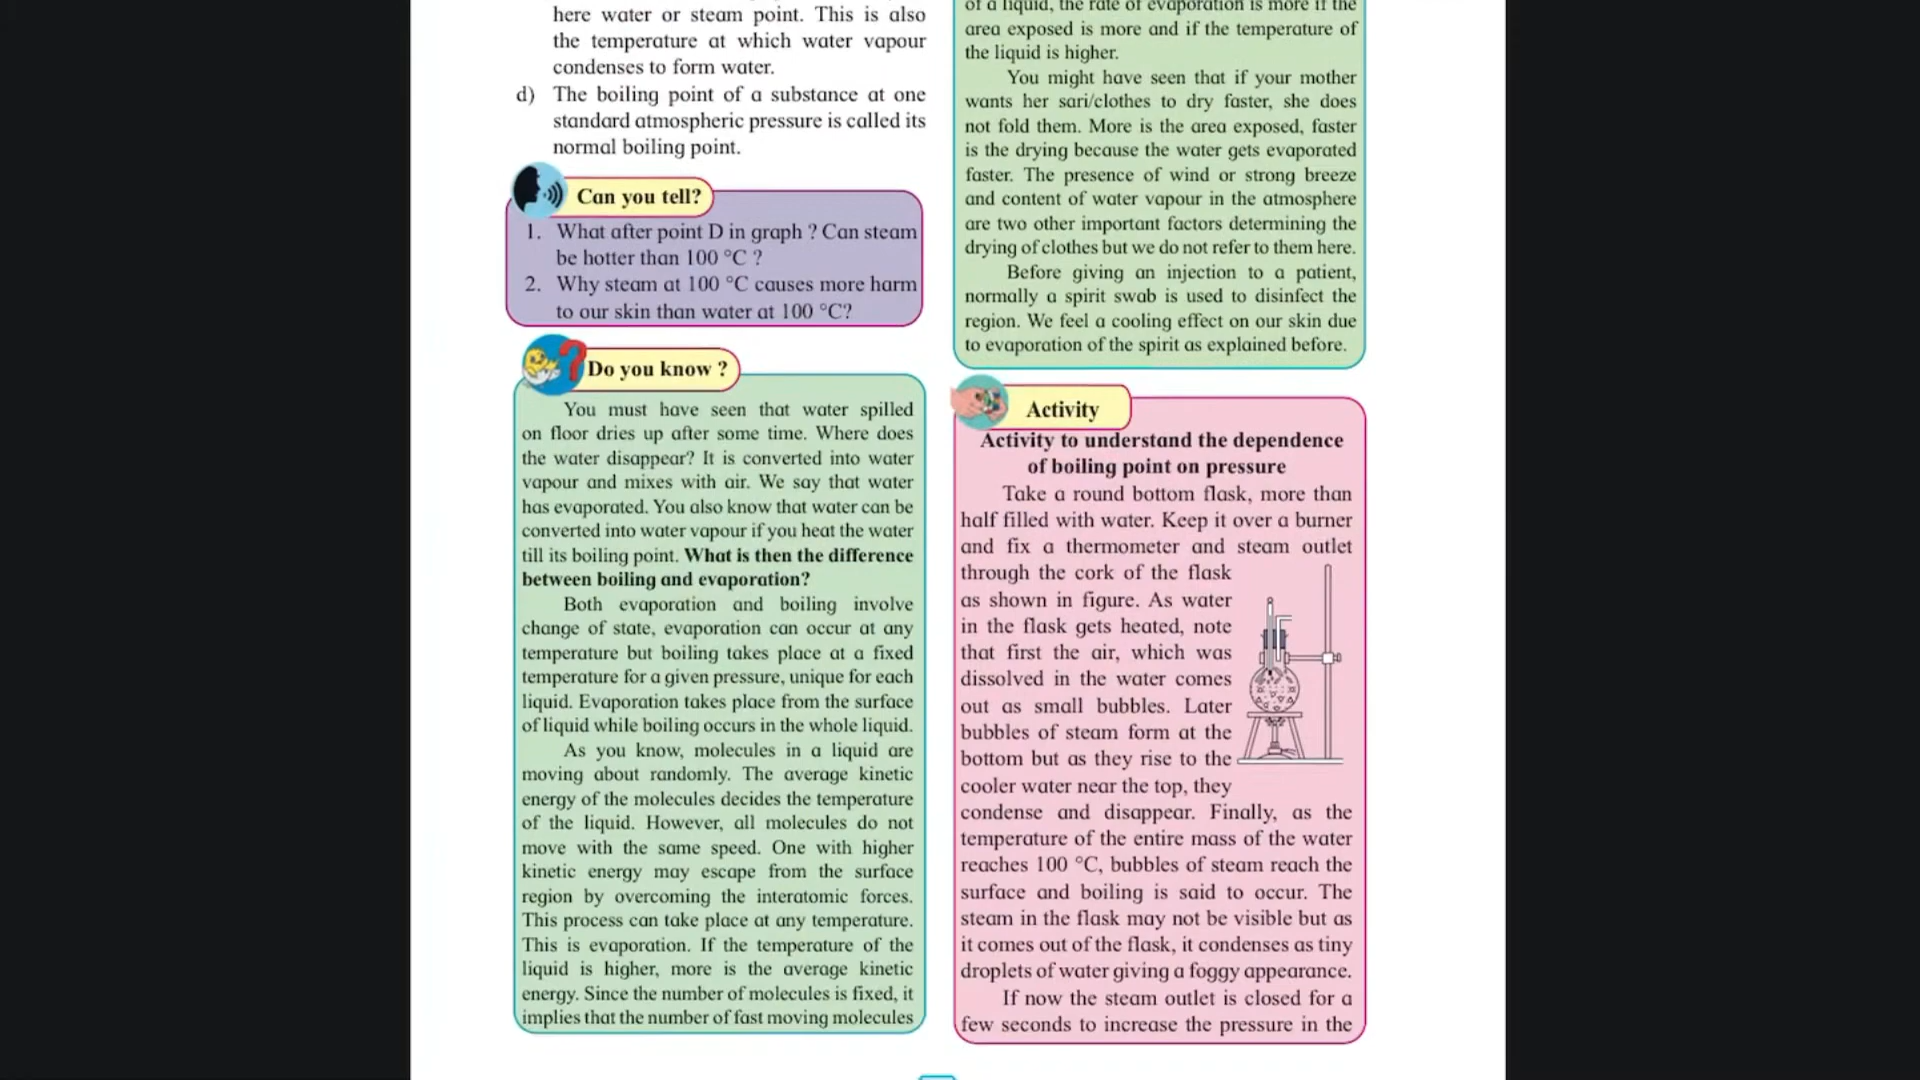 here water or steam point. This is also
the temperature at which water vapour
condenses to form water.
d) The boiling point of a substance at one
standard atmospheric pressure is called its
normal boiling point.
Can you tell?
1. What after point D in graph ? Can steam
be hotter than 100 °C ?
2. Why steam at 100 °C causes more harm
to our skin than water at 100 °C?
Do you know ?
You must have seen that water spilled
on floor dries up after some time. Where does
the water disappear? It is converted into water
vapour and mixes with air. We say that water
has evaporated. You also know that water can be
converted into water vapour if you heat the water
till its boiling point. What is then the difference
between boiling and evaporation?
Both evaporation and boiling involve
change of state, evaporation can occur at any
temperature but boiling takes place at a fixed
temperature for a given pressure, unique for each
liquid. Evaporation takes place from the surface
of liquid while boiling occurs in the whole liquid.
As you know, molecules in a liquid are
moving about randomly. The average kinetic
energy of the molecules decides the temperature
of the liquid. However, all molecules do not
move with the same speed. One with higher
kinetic energy may escape from the surface
region by overcoming the interatomic forces.
This process can take place at any temperature.
This is evaporation. If the temperature of the
liquid is higher, more is the average kinetic
energy. Since the number of molecules is fixed, it
implies that the number of fast moving molecules
of a liquid, the rate of evaporation is more if the
area exposed is more and if the temperature of
the liquid is higher.
You might have seen that if your mother
wants her sari/clothes to dry faster, she does
not fold them. More is the area exposed, faster
is the drying because the water gets evaporated
faster. The presence of wind or strong breeze
and content of water vapour in the atmosphere
are two other important factors determining the
drying of clothes but we do not refer to them here.
Before giving an injection to a patient,
normally a spirit swab is used to disinfect the
region. We feel a cooling effect on our skin due
to evaporation of the spirit as explained before.
Activity
Activity to understand the dependence
of boiling point on pressure
Take a round bottom flask, more than
half filled with water. Keep it over a burner
and fix a thermometer and steam outlet
through the cork of the flask
as shown in figure. As water
in the flask gets heated, note
that first the air, which was
dissolved in the water comes
out as small bubbles. Later
bubbles of steam form at the
bottom but as they rise to the
cooler water near the top, they
condense and disappear. Finally, as the
temperature of the entire mass of the water
reaches 100 °C, bubbles of steam reach the
surface and boiling is said to occur. The
steam in the flask may not be visible but as
it comes out of the flask, it condenses as tiny
droplets of water giving a foggy appearance.
If now the steam outlet is closed for a
few seconds to increase the pressure in the